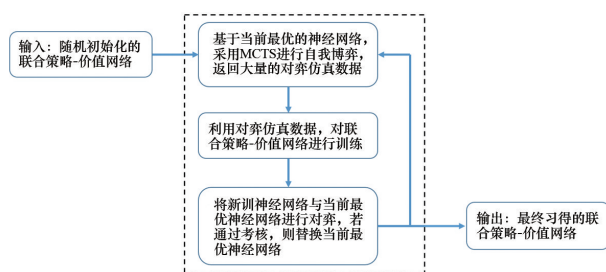 输入：随机初始化的
联合策略-价值网络
基于当前最优的神经网络，
采用MCTS进行自我博弈，
返回大量的对弈仿真数据
利用对弈仿真数据，对联
合策略-价值网络进行训练
将新训神经网络与当前最
优神经网络进行对弈，若
通过考核，则替换当前最
优神经网络
输出：最终习得的联
合策略-价值网络